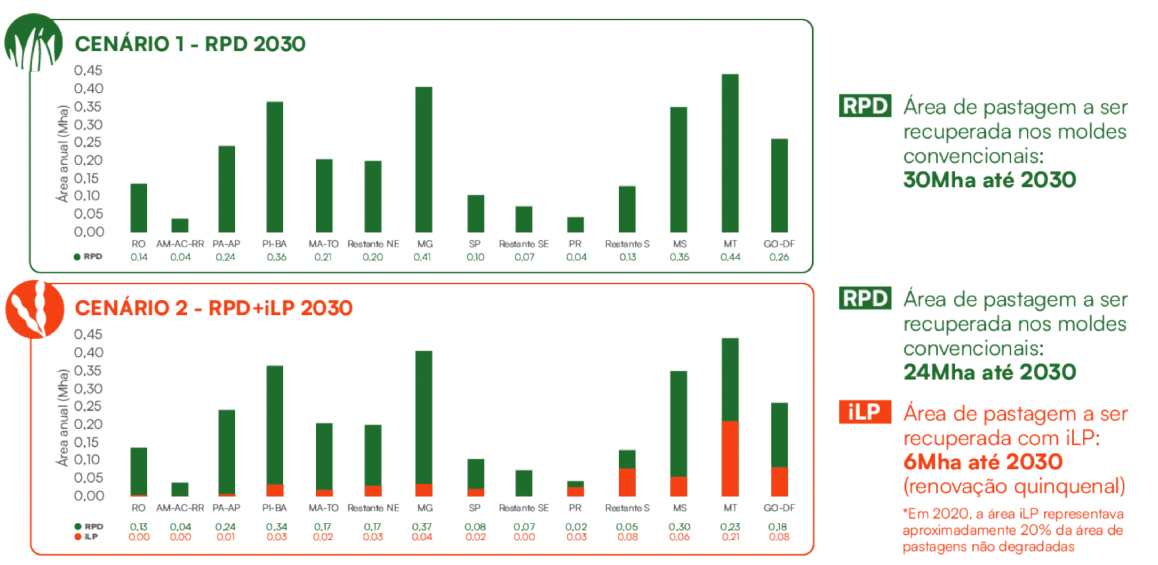 CENÁRIO 1 - RPD 2030
Área anual (Mha)
0,45
0,40
0,35
0,30
0,25
0,20
0,15
0,10
0,05
0,00
RO AM-AC-RR PA-AP PI-BA MA-TO Restante NE MG SP Restante SE PR Restante S MS MT GO-DF
RPD 0,14 0,04 0,24 0,36 0,21 0,20 0,41 0,10 0,07 0,04 0,13 0,35 0,44 0,26
RPD Área de pastagem a ser
recuperada nos moldes
convencionais:
30Mha até 2030
CENÁRIO 2 - RPD+iLP 2030
Área anual (Mha)
0,45
0,40
0,35
0,30
0,25
0,20
0,15
0,10
0,05
0,00
RO AM-AC-RR PA-AP PI-BA MA-TO Restante NE MG SP Restante SE PR Restante S MS MT GO-DF
RPD 0,13 0,04 0,24 0,34 0,17 0,17 0,37 0,08 0,07 0,02 0,05 0,30 0,23 0,18
iLP 0,00 0,00 0,01 0,03 0,02 0,03 0,04 0,02 0,00 0,03 0,08 0,06 0,21 0,08
RPD Área de pastagem a ser
recuperada nos moldes
convencionais:
24Mha até 2030
iLP Área de pastagem a ser
recuperada com iLP:
6Mha até 2030
(renovação quinquenal)
*Em 2020, a área iLP representava
aproximadamente 20% da área de
pastagens não degradadas